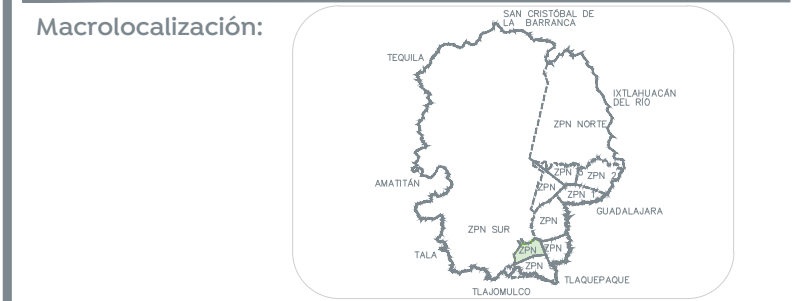 Macrolocalización:
SAN CRISTÓBAL DE
LA BARRANCA
TEQUILA
IXTLAHUACÁN
DEL RÍO
ZPN NORTE
ZPN
ZPN 2
AMATITÁN
ZPN
ZPN 1
GUADALAJARA
ZPN
ZPN SUR
ZPN
ZPN
TALA
ZPN
TLAQUEPAQUE
TLAJOMULCO